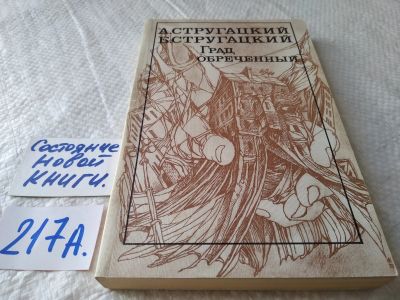 А.СТРУГАЦКИЙ
Б.СТРУГАЦКИЙ
ГРАД
ОБРЕЧЕННЫЙ
Состояние
новой
книги.
217А.